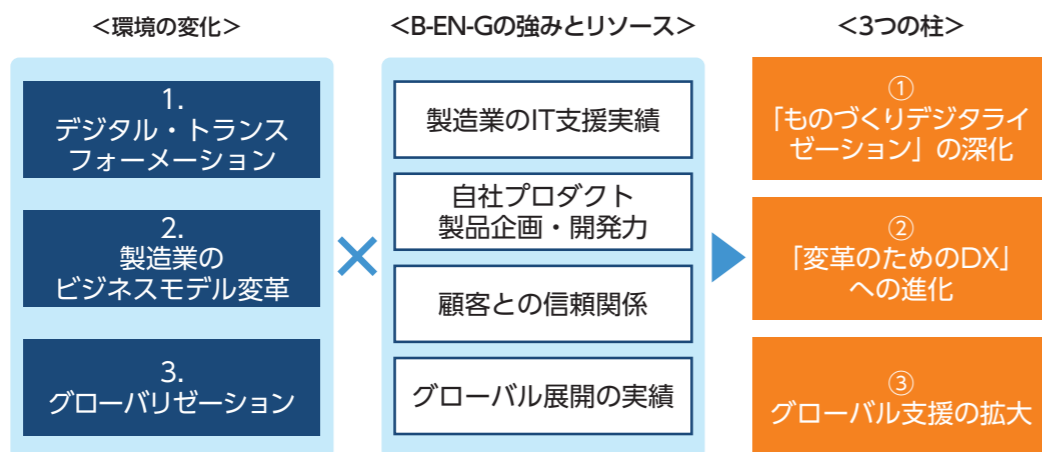 ＜環境の変化＞
1.
デジタル・トランス
フォーメーション
2.
製造業の
ビジネスモデル変革
3.
グローバリゼーション
＜B-EN-Gの強みとリソース＞
製造業のIT支援実績
自社プロダクト
製品企画・開発力
顧客との信頼関係
グローバル展開の実績
＜3つの柱＞
①
「ものづくりデジタライ
ゼーション」の深化
②
「変革のためのDX」
への進化
③
グローバル支援の拡大